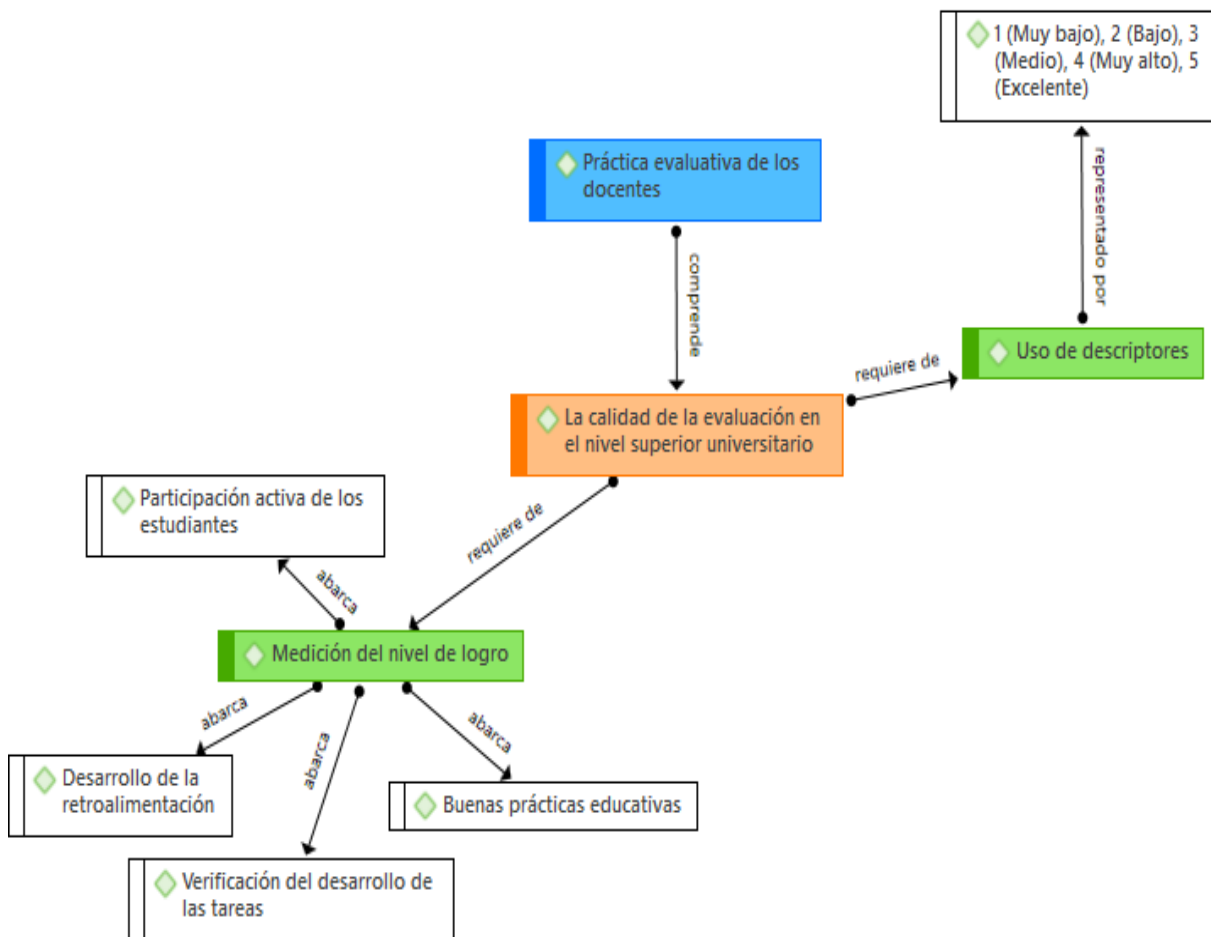 1 (Muy bajo), 2 (Bajo), 3
(Medio), 4 (Muy alto), 5
(Excelente)
representado por
Práctica evaluativa de los
docentes
comprende
Uso de descriptores
requiere de
La calidad de la evaluación en
el nivel superior universitario
requiere de
Participación activa de los
estudiantes
abarca
Medición del nivel de logro
abarca
abarca
abarca
Desarrollo de la
retroalimentación
Buenas prácticas educativas
Verificación del desarrollo de
las tareas